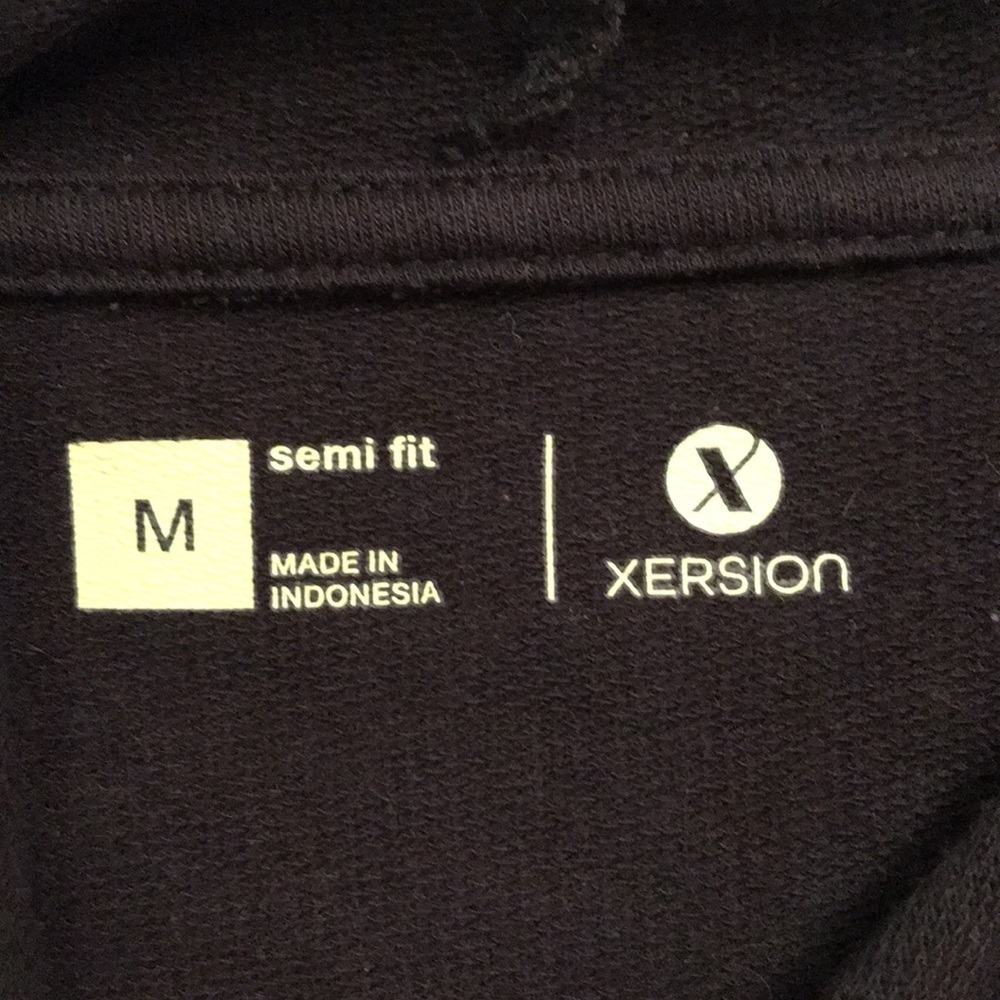 M
semi fit
MADE IN
INDONESIA
X
XERSION